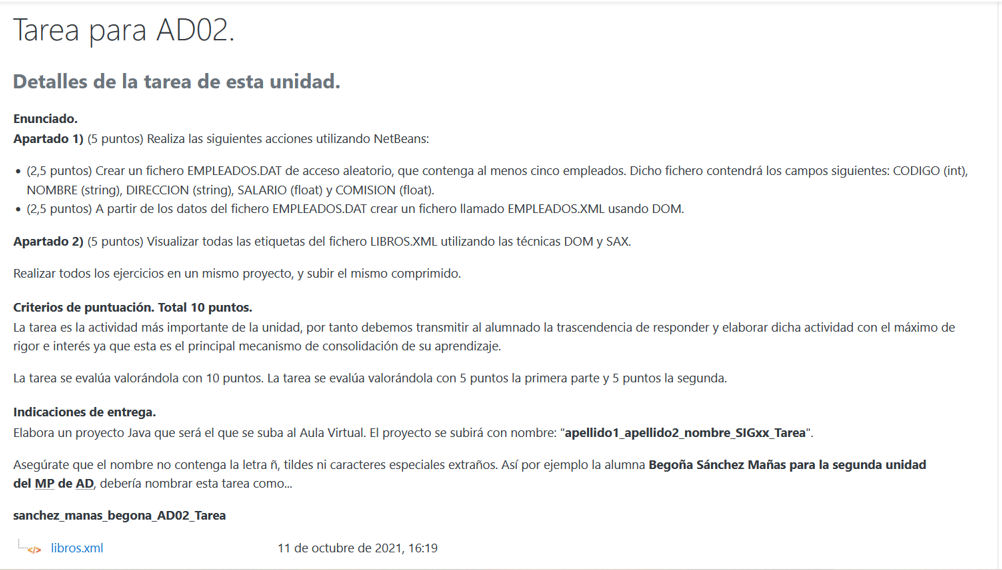 Tarea para AD02.
Detalles de la tarea de esta unidad.
Enunciado.
Apartado 1) (5 puntos) Realiza las siguientes acciones utilizando NetBeans:
• (2,5 puntos) Crear un fichero EMPLEADOS.DAT de acceso aleatorio, que contenga al menos cinco empleados. Dicho fichero contendrá los campos siguientes: CODIGO (int),
NOMBRE (string), DIRECCION (string), SALARIO (float) y COMISION (float).
• (2,5 puntos) A partir de los datos del fichero EMPLEADOS.DAT crear un fichero llamado EMPLEADOS.XML usando DOM.
Apartado 2) (5 puntos) Visualizar todas las etiquetas del fichero LIBROS.XML utilizando las técnicas DOM y SAX.
Realizar todos los ejercicios en un mismo proyecto, y subir el mismo comprimido.
Criterios de puntuación. Total 10 puntos.
La tarea es la actividad más importante de la unidad, por tanto debemos transmitir al alumnado la trascendencia de responder y elaborar dicha actividad con el máximo de
rigor e interés ya que esta es el principal mecanismo de consolidación de su aprendizaje.
La tarea se evalúa valorándola con 10 puntos. La tarea se evalúa valorándola con 5 puntos la primera parte y 5 puntos la segunda.
Indicaciones de entrega.
Elabora un proyecto Java que será el que se suba al Aula Virtual. El proyecto se subirá con nombre: "apellido1_apellido2_nombre_SIGxx_Tarea".
Asegúrate que el nombre no contenga la letra ñ, tildes ni caracteres especiales extraños. Así por ejemplo la alumna Begoña Sánchez Mañas para la segunda unidad
del MP de AD, debería nombrar esta tarea como...
sanchez_manas_begona_AD02_Tarea
</> libros.xml 11 de octubre de 2021, 16:19